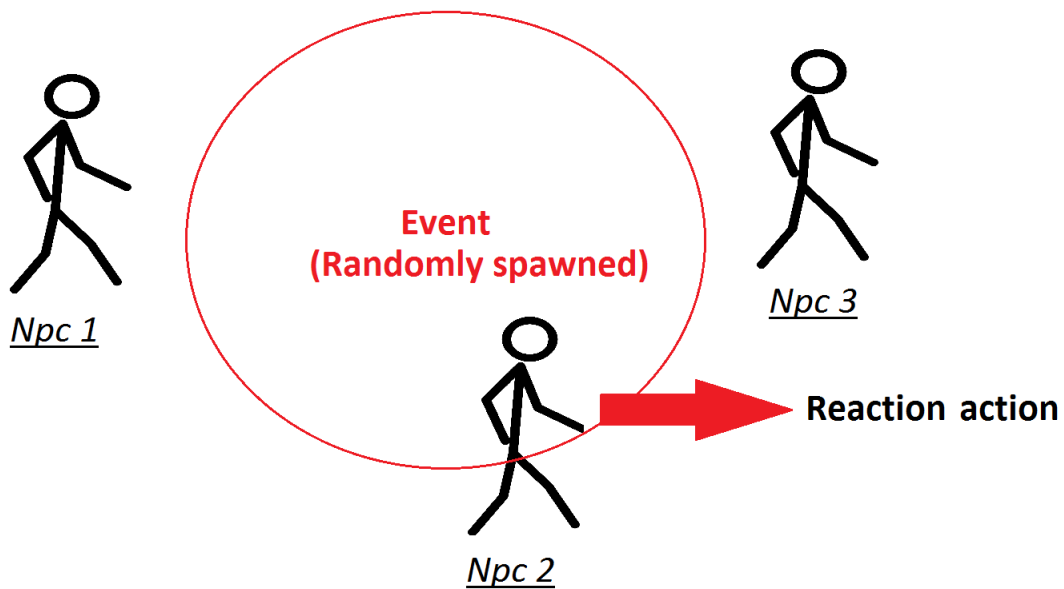 Event
(Randomly spawned)
Npc 1
Npc 3
Reaction action
Npc 2